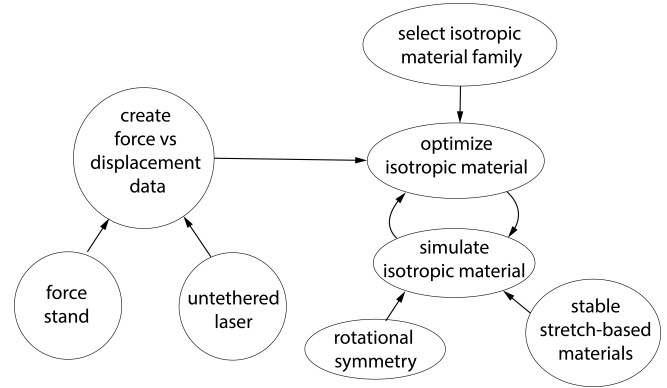 select isotropic
material family
create
force vs
displacement
data
optimize
isotropic material
simulate
isotropic material
force
stand
untethered
laser
rotational
symmetry
stable
stretch-based
materials